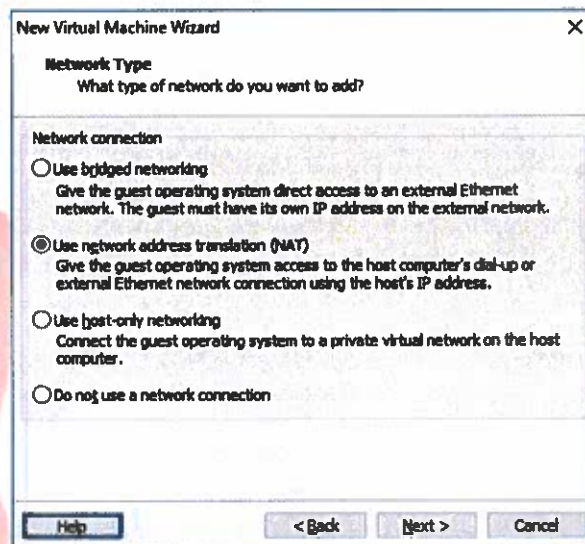 New Virtual Machine Wizard
Network Type
What type of network do you want to add?
Network connection
Use bridged networking
Give the guest operating system direct access to an external Ethernet
network. The guest must have its own IP address on the external network.
Use network address translation (NAT)
Give the guest operating system access to the host computer's dial-up or
external Ethernet network connection using the host's IP address.
Use host-only networking
Connect the guest operating system to a private virtual network on the host
computer.
Do not use a network connection
Help
< Back
Next >
Cancel